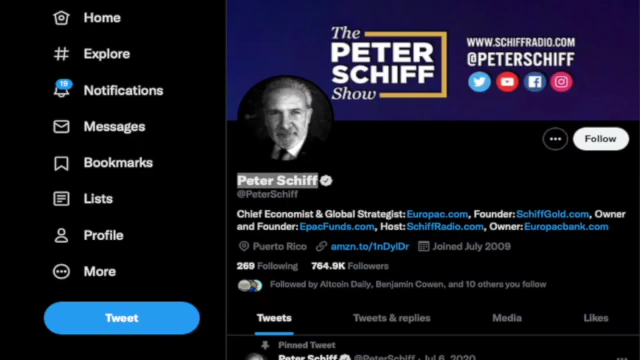 Home
Explore
19
Notifications
Messages
Bookmarks
Lists
Profile
More
Tweet
The
PETER
SCHIFF
Show
WWW.SCHIFFRADIO.COM
@PETERSCHIFF
Follow
Peter Schiff
@PeterSchiff
Chief Economist & Global Strategist: Europac.com, Founder: SchiffGold.com, Owner
and Founder: EpacFunds.com, Host: SchiffRadio.com, Owner: Europacbank.com
Puerto Rico amzn.to/1nDyIDr Joined July 2009
269 Following 764.9K Followers
Followed by Altcoin Daily, Benjamin Cowen, and 10 others you follow
Tweets Tweets & replies Media Likes
Pinned Tweet
Peter Schiff @PeterSchiff · Jul 6, 2020